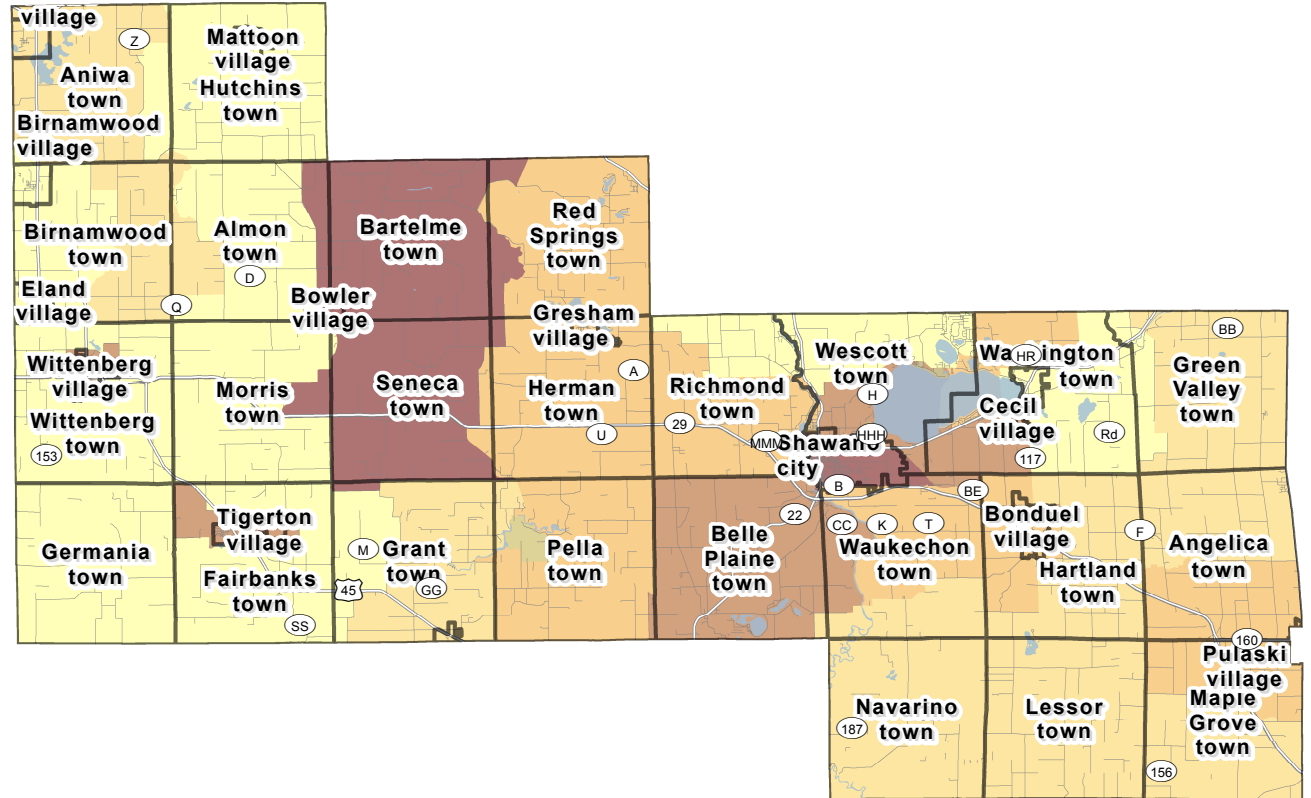 village
Z
Aniwa
town
Mattoon
village
Hutchins
town
Birnamwood
village
Birnamwood
town
Almon
town
D
Bartelme
town
Red
Springs
town
Eland
village
Q
Bowler
village
Gresham
village
A
Wittenberg
village
Wittenberg
town
153
Morris
town
Seneca
town
Herman
town
U
Richmond
town
29
MMM
Wescott
town
H
HHH
Shawano
city
HR
town
Cecil
village
Rd
117
BB
Green
Valley
town
Germania
town
Tigerton
village
Fairbanks
town
SS
M
Grant
town
45
GG
Pella
town
22
Belle
Plaine
town
B
CC
K
T
Waukechon
town
BE
Bonduel
village
F
Hartland
town
Angelica
town
160
Pulaski
village
Maple
Grove
town
156
Navarino
town
187
Lessor
town